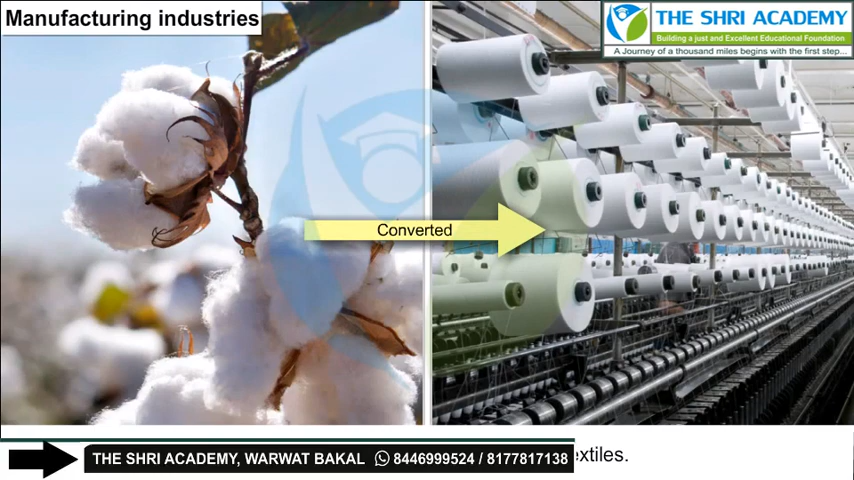 Manufacturing industries
THE SHRI ACADEMY
Building a just and Excellent Educational Foundation
A Journey of a thousand miles begins with the first step...
Converted
THE SHRI ACADEMY, WARWAT BAKAL 8446999524 / 8177817138